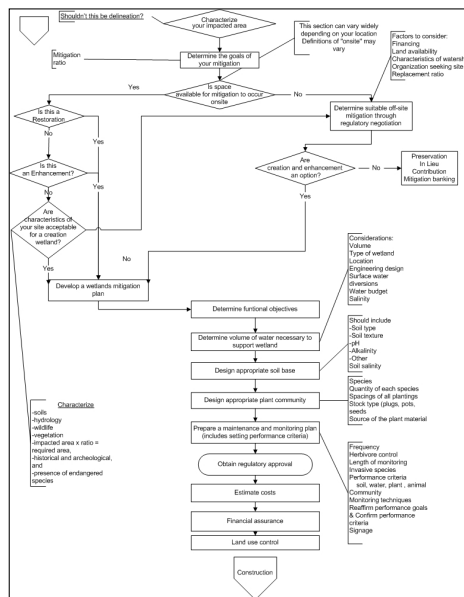 Shouldn't this be delineation?
Characterize
your impacted area
This section can vary widely
depending on your location
Definitions of "onsite" may
vary
Mitigation
ratio
Determine the goals of
your mitigation
Factors to consider:
Financing
Land availability
Characteristics of watersh
Organization seeking site
Replacement ratio
Is space
available for mitigation to occur
onsite
Yes
No
Is this a
Restoration
Determine suitable off-site
mitigation through
regulatory negotiation
No
Yes
Is this
an Enhancement?
Are
creation and enhancement
an option?
No
Preservation
In Lieu
Contribution
Mitigation banking
No
Yes
Yes
Are
characteristics of
your site acceptable
for a creation
wetland?
Yes
No
Develop a wetlands mitigation
plan
Considerations:
Volume
Type of wetland
Location
Engineering design
Surface water
diversions
Water budget
Salinity
Determine funtional objectives
Determine volume of water necessary to
support wetland
Should include
-Soil type
-Soil texture
-pH
-Alkalinity
-Other
Soil salinity
Design appropriate soil base
Design appropriate plant community
Species
Quantity of each species
Spacings of all plantings
Stock type (plugs, pots,
seeds
Source of the plant material
Characterize
-soils
-hydrology
-wildlife
-vegetation
-impacted area x ratio =
required area,
-historical and archeological,
and
-presence of endangered
species
Prepare a maintenance and monitoring plan
(includes setting performance criteria)
Obtain regulatory approval
Frequency
Herbivore control
Length of monitoring
Invasive species
Performance criteria
soil, water, plant , animal
Community
Monitoring techniques
Reaffirm performance goals
& Confirm performance
criteria
Signage
Estimate costs
Financial assurance
Land use control
Construction